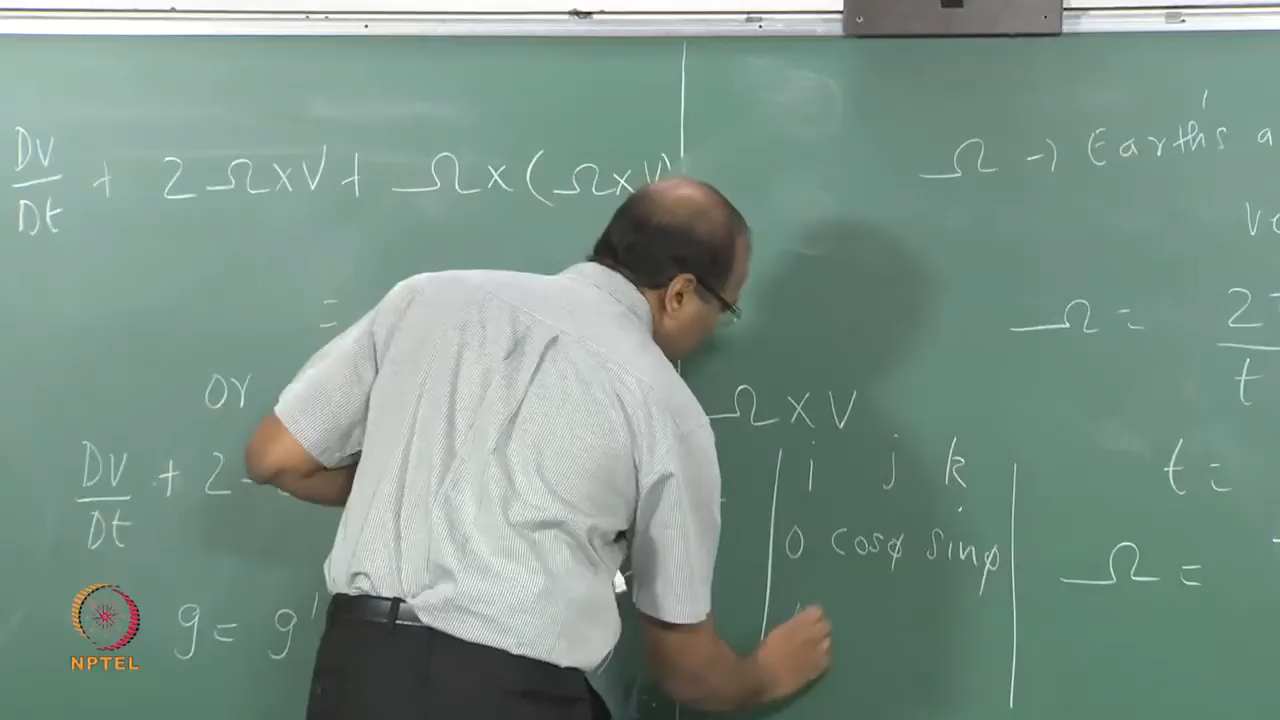 Dv/Dt + 2Ω×V + Ω×(Ω×V)
=
or
Dv/Dt + 2
g = g'
Ω → Earth's a
Ω = 2
t
Ω×V
i j k
0 cosφ sinφ
t =
Ω =
NPTEL